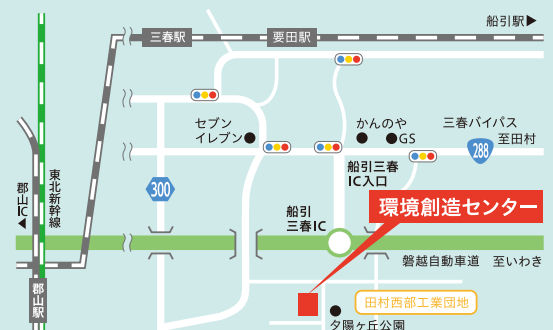 船引駅▶
三春駅
要田駅
セブン
イレブン
かんのや
GS
三春バイパス
至田村
288
船引三春
IC入口
300
東北新幹線
郡山IC◀
船引
三春IC
環境創造センター
磐越自動車道
至いわき
郡山駅
田村西部工業団地
夕陽ヶ丘公園